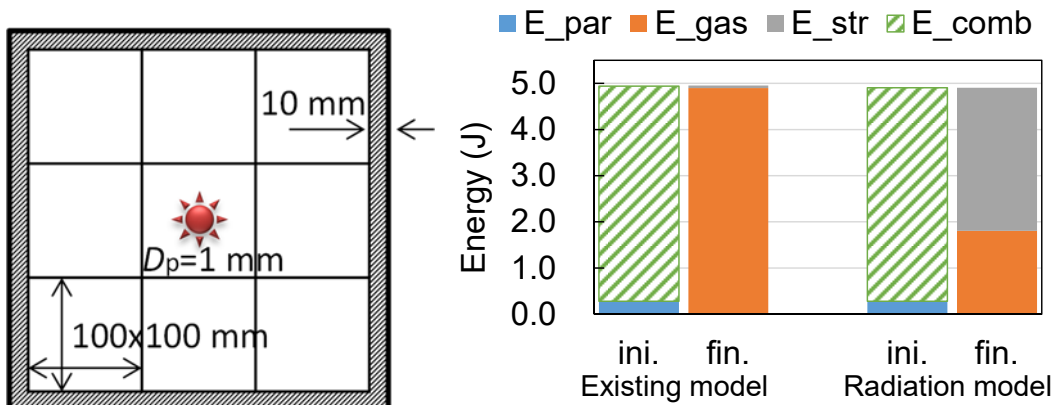 10 mm
Dp=1 mm
100x100 mm
E_par E_gas E_str E_comb
Energy (J)
5.0
4.0
3.0
2.0
1.0
0.0
ini. fin. ini. fin.
Existing model Radiation model